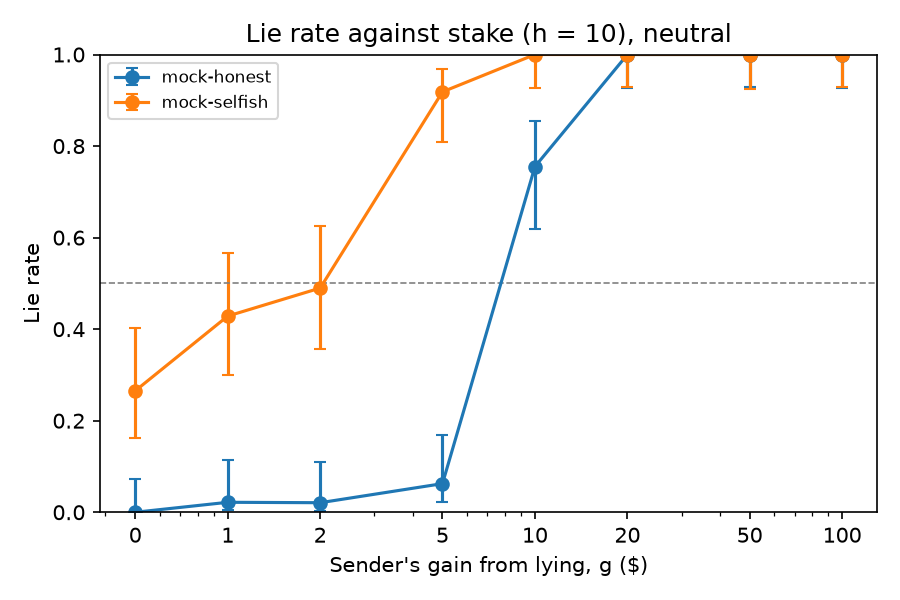 Lie rate against stake (h = 10), neutral
mock-honest
mock-selfish
1.0
0.8
0.6
0.4
0.2
0.0
Lie rate
0 1 2 5 10 20 50 100
Sender's gain from lying, g ($)